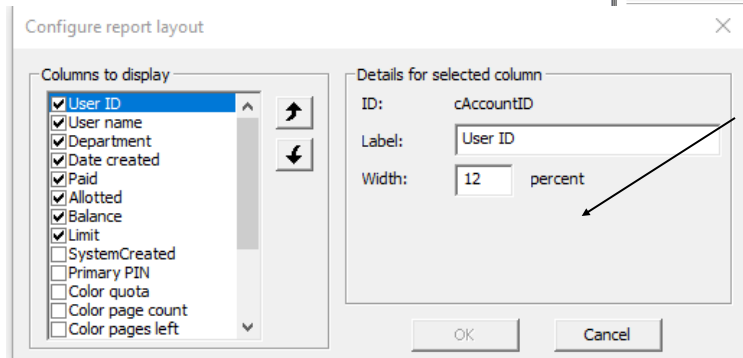 Configure report layout
Columns to display
User ID
User name
Department
Date created
Paid
Allotted
Balance
Limit
SystemCreated
Primary PIN
Color quota
Color page count
Color pages left
Details for selected column
ID: cAccountID
Label: User ID
Width: 12 percent
OK Cancel